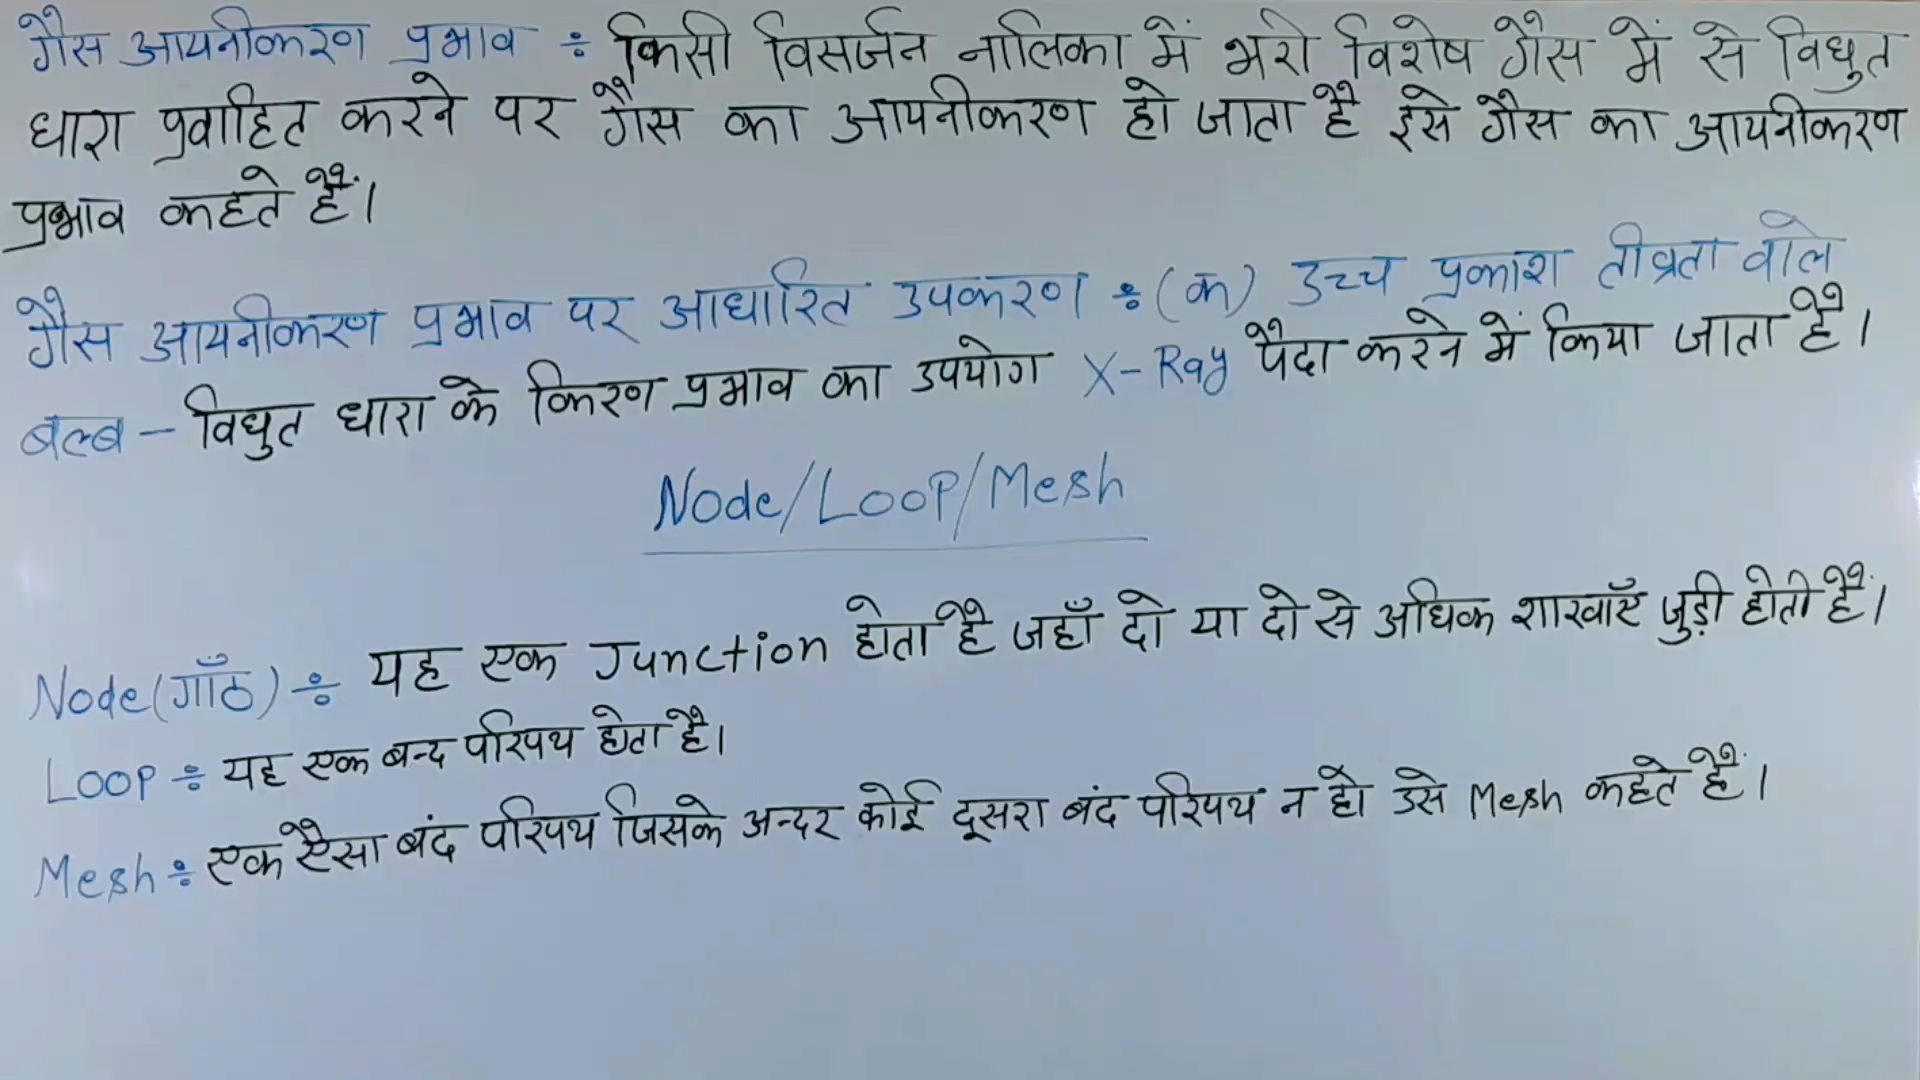 गैस आयनीकरण प्रभाव ÷ किसी विसर्जन नालिका में भरी विशेष गैस में से विधुत
धारा प्रवाहित करने पर गैस का आयनीकरण हो जाता है इसे गैस का आयनीकरण
प्रभाव कहते हैं।
गैस आयनीकरण प्रभाव पर आधारित उपकरण ÷ (क) उच्च प्रकाश तीव्रता वाले
बल्ब – विधुत धारा के किरण प्रभाव का उपयोग X-Ray पैदा करने में किया जाता है।
Node/Loop/Mesh
Node(गाँठ) ÷ यह एक Junction होता है जहाँ दो या दो से अधिक शाखाएँ जुड़ी होती हैं।
Loop ÷ यह एक बन्द परिपथ होता है।
Mesh ÷ एक ऐसा बंद परिपथ जिसके अन्दर कोई दूसरा बंद परिपथ न हो उसे Mesh कहते हैं।